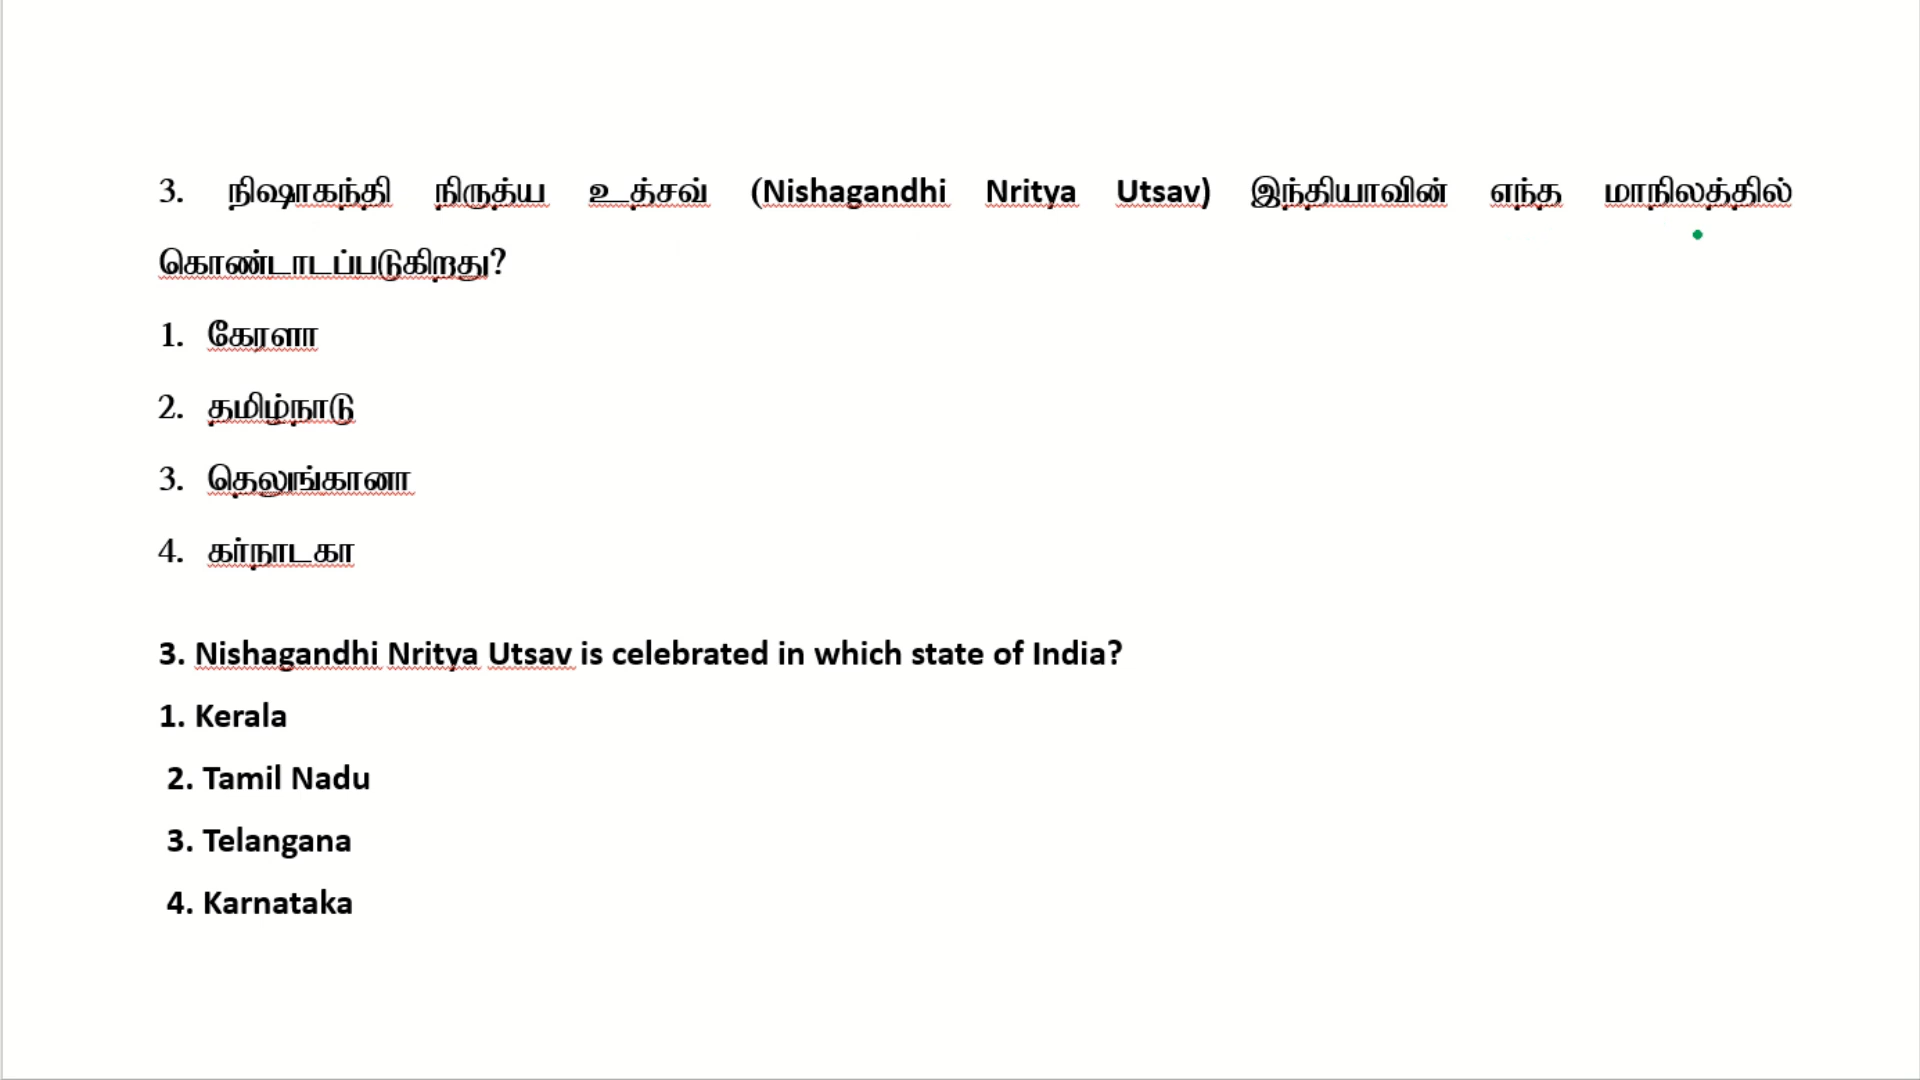 3. நிஷாகந்தி நிருத்ய உத்சவ் (Nishagandhi Nritya Utsav) இந்தியாவின் எந்த மாநிலத்தில்
கொண்டாடப்படுகிறது?
1. கேரளா
2. தமிழ்நாடு
3. தெலுங்கானா
4. கர்நாடகா
3. Nishagandhi Nritya Utsav is celebrated in which state of India?
1. Kerala
2. Tamil Nadu
3. Telangana
4. Karnataka